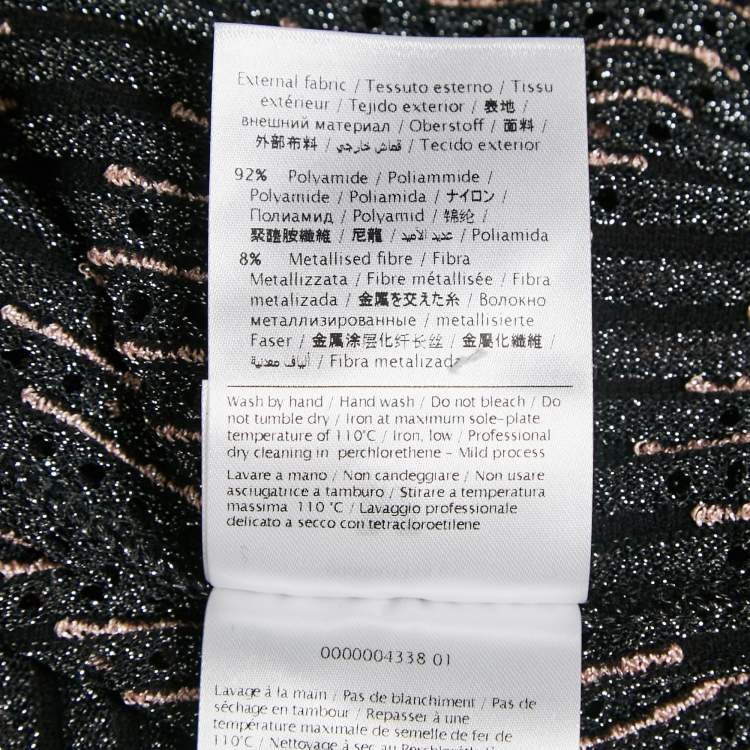 External fabric / Tessuto esterno / Tissu
extérieur / Tejido exterior / 表地 /
внешний материал / Oberstoff / 面料 /
外部布料 / قماش خارجي / Tecido exterior
92% Polyamide / Poliammide /
Polyamide / Poliamida / ナイロン /
Полиамид / Polyamid / 锦纶 /
聚醯胺纖維 / 尼龍 / عديد الأميد / Poliamida
8% Metallised fibre / Fibra
Metallizzata / Fibre métallisée / Fibra
metalizada / 金属を交えた糸 / Волокно
металлизированные / metallisierte
Faser / 金属涂层化纤长丝 / 金屬化纖維 /
ألياف معدنية / Fibra metalizada
Wash by hand / Hand wash / Do not bleach / Do
not tumble dry / Iron at maximum sole-plate
temperature of 110°C / Iron, low / Professional
dry cleaning in perchlorethene - Mild process
Lavare a mano / Non candeggiare / Non usare
asciugatrice a tamburo / Stirare a temperatura
massima 110 °C / Lavaggio professionale
delicato a secco con tetracloroetilene
0000004338 01
Lavage à la main / Pas de blanchiment / Pas de
séchage en tambour / Repasser à une
température maximale de semelle de fer de
110°C / Nettoyage à sec au